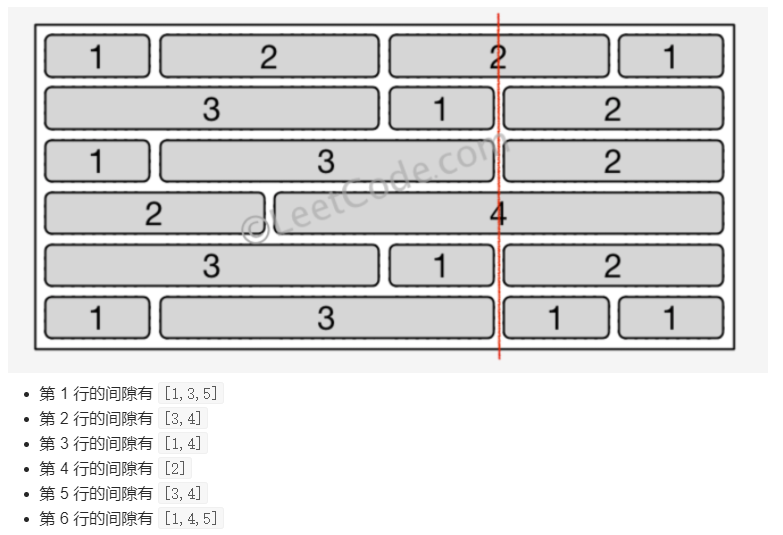 1 2 2 1
3 1 2
1 3 2
2 4
3 1 2
1 3 1 1
©LeetCode.com
第 1 行的间隙有 [1,3,5]
第 2 行的间隙有 [3,4]
第 3 行的间隙有 [1,4]
第 4 行的间隙有 [2]
第 5 行的间隙有 [3,4]
第 6 行的间隙有 [1,4,5]